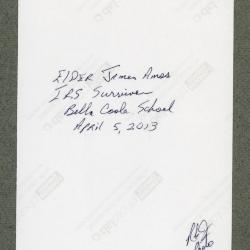 ELDER James Amos
IRS Survivor
Bella Coola School
April 5, 2013